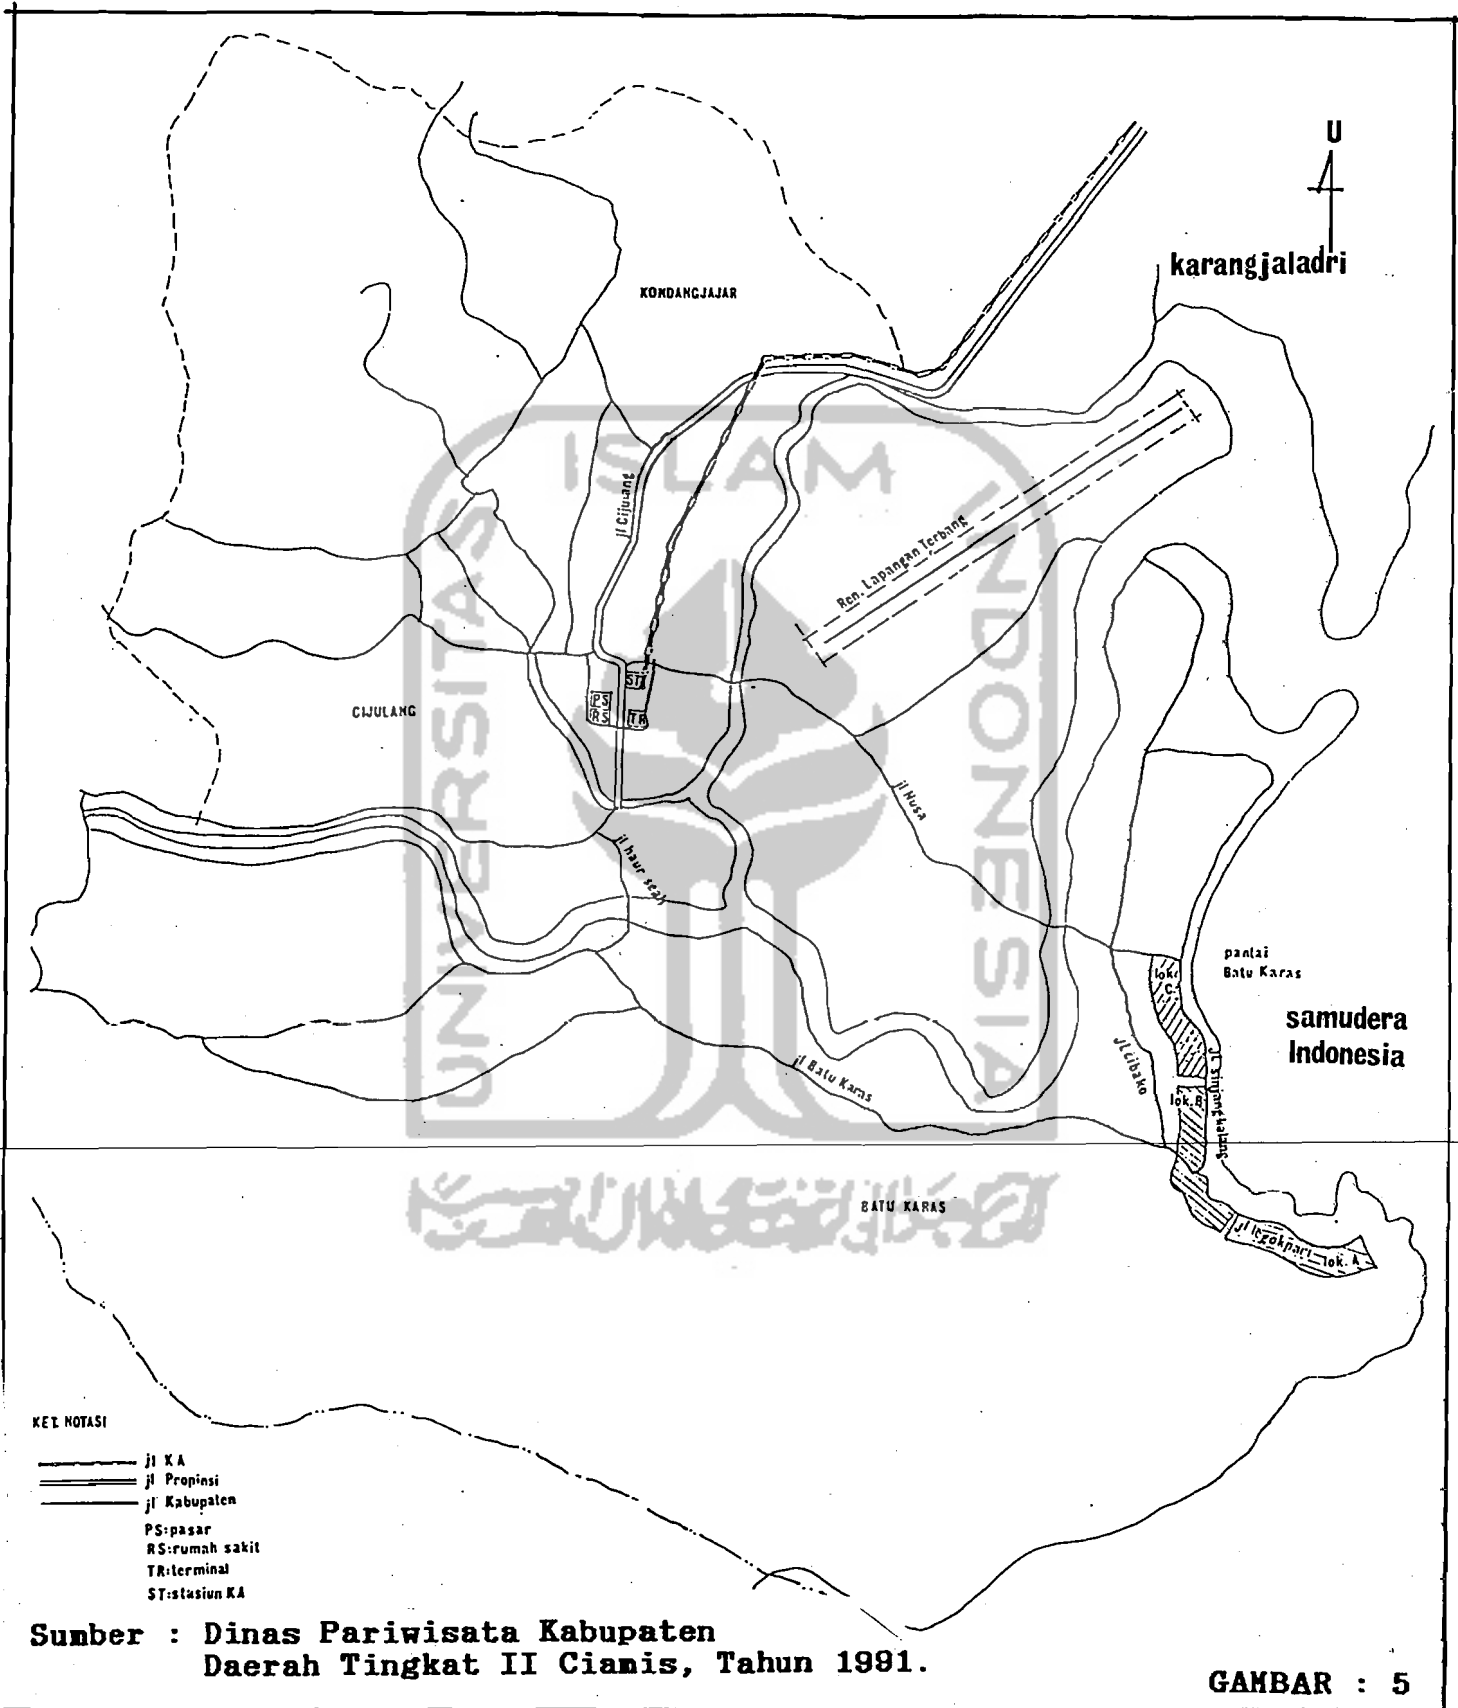 U
karangjaladri
KONDANGJAJAR
ISLAM
UNIVERSITAS
INDONESIA
jl Cijulang
Ren. Lapangan Terbang
ST
PS
RS
TR
CIJULANG
jl Nusa
jl haur seah
pantai
Batu Karas
lok.
C.
samudera
Indonesia
jl Batu Karas
jl cibako
lok. B
BATU KARAS
jl legokpari
lok. A
KET. NOTASI
jl KA
jl Propinsi
jl Kabupaten
PS:pasar
RS:rumah sakit
TR:terminal
ST:stasiun KA
Sumber : Dinas Pariwisata Kabupaten
Daerah Tingkat II Ciamis, Tahun 1991.
GAMBAR : 5